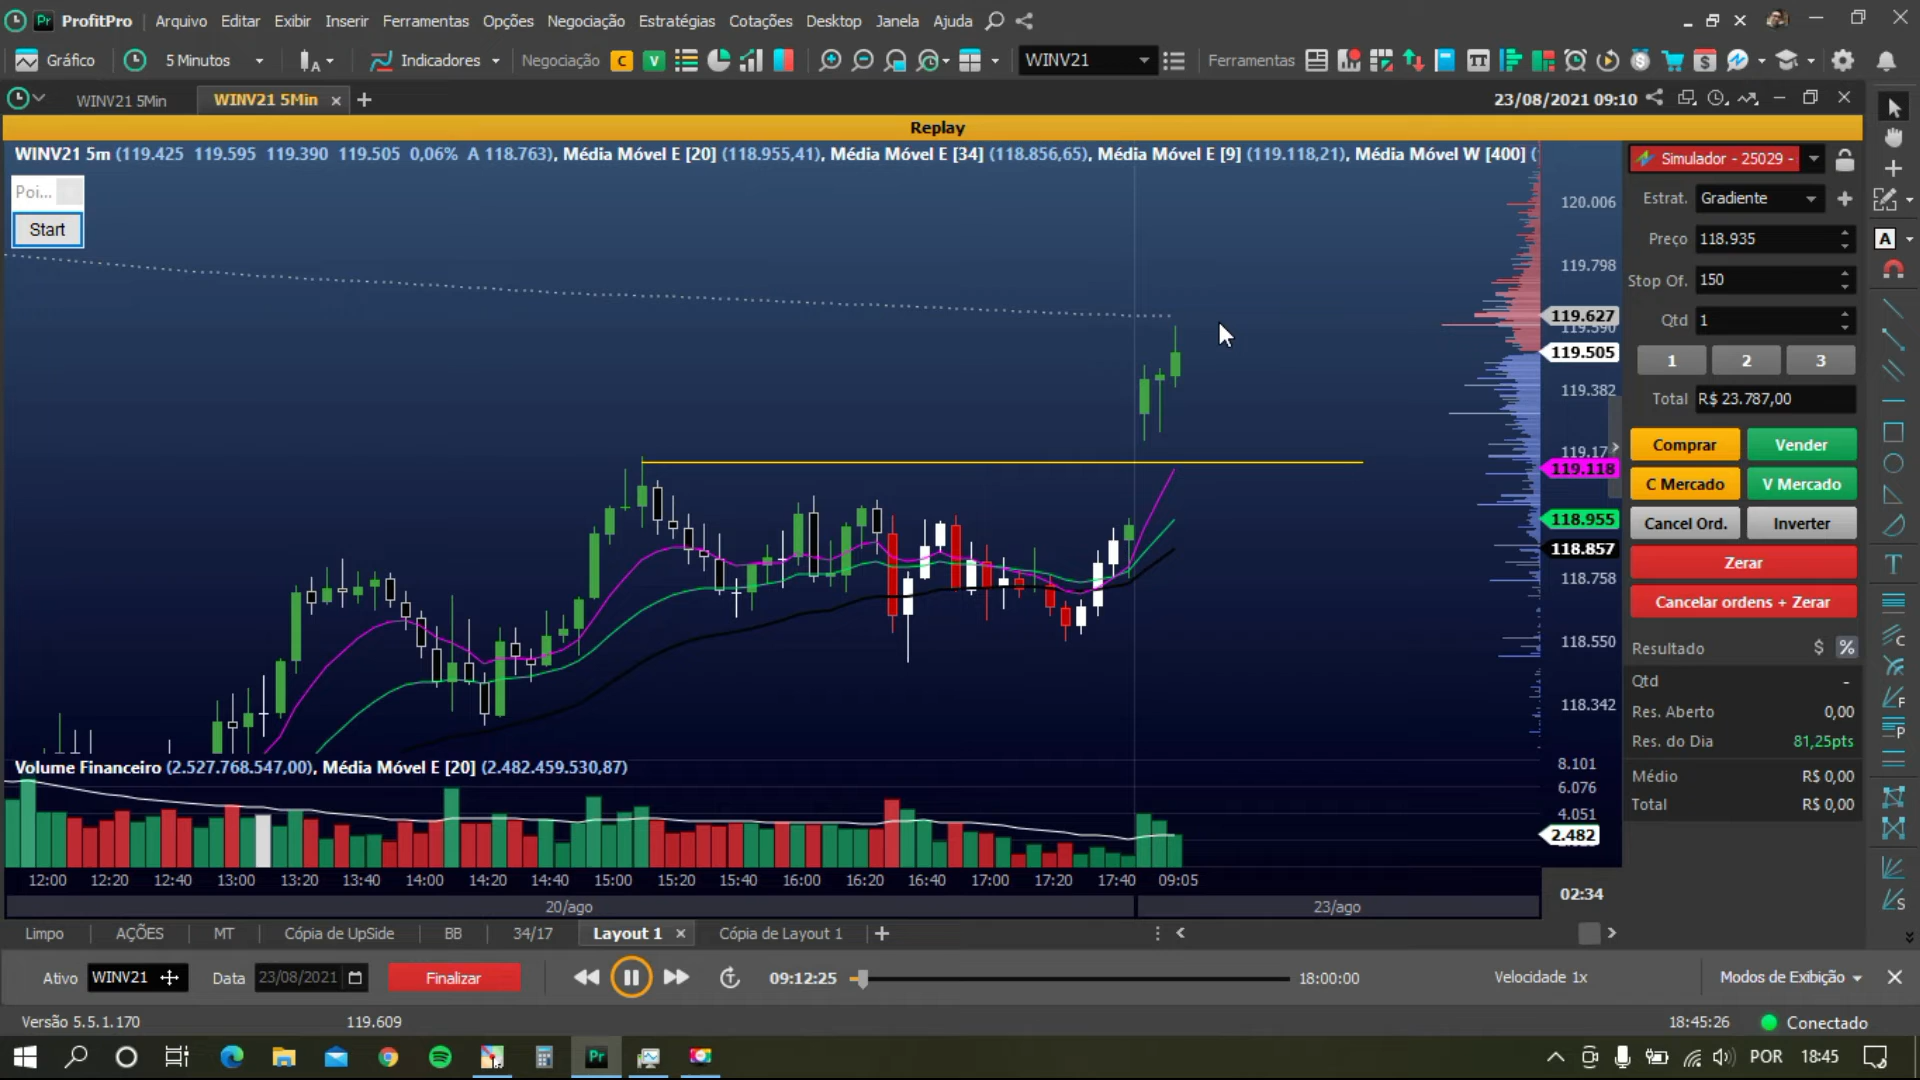 ProfitPro Arquivo Editar Exibir Inserir Ferramentas Opções Negociação Estratégias Cotações Desktop Janela Ajuda
Gráfico 5 Minutos Indicadores Negociação C V WINV21 Ferramentas
WINV21 5Min WINV21 5Min 23/08/2021 09:10
Replay
WINV21 5m (119.425 119.595 119.390 119.505 0,06% A 118.763), Média Móvel E [20] (118.955,41), Média Móvel E [34] (118.856,65), Média Móvel E [9] (119.118,21), Média Móvel W [400] (
Poi...
Start
120.006
119.798
119.627
119.590
119.505
119.382
119.118
118.955
118.857
118.758
118.550
118.342
Simulador - 25029 -
Estrat. Gradiente
Preço 118.935
Stop Of. 150
Qtd 1
1 2 3
Total R$ 23.787,00
Comprar Vender
C Mercado V Mercado
Cancel Ord. Inverter
Zerar
Cancelar ordens + Zerar
Resultado $ %
Qtd -
Res. Aberto 0,00
Res. do Dia 81,25pts
Médio R$ 0,00
Total R$ 0,00
Volume Financeiro (2.527.768.547,00), Média Móvel E [20] (2.482.459.530,87)
8.101
6.076
4.051
2.482
12:00 12:20 12:40 13:00 13:20 13:40 14:00 14:20 14:40 15:00 15:20 15:40 16:00 16:20 16:40 17:00 17:20 17:40 09:05
02:34
20/ago 23/ago
Limpo AÇÕES MT Cópia de UpSide BB 34/17 Layout 1 Cópia de Layout 1
Ativo WINV21 Data 23/08/2021 Finalizar 09:12:25 18:00:00 Velocidade 1x Modos de Exibição
Versão 5.5.1.170 119.609 18:45:26 Conectado
Pr POR 18:45